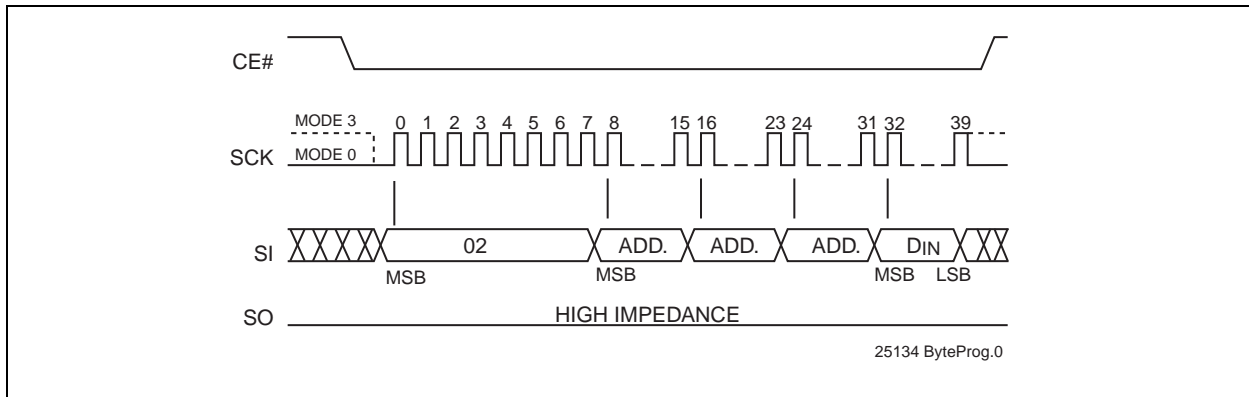 CE#
MODE 3
0 1 2 3 4 5 6 7 8 15 16 23 24 31 32 39
SCK
MODE 0
SI
02 ADD. ADD. ADD. DIN
MSB MSB MSB LSB
SO
HIGH IMPEDANCE
25134 ByteProg.0